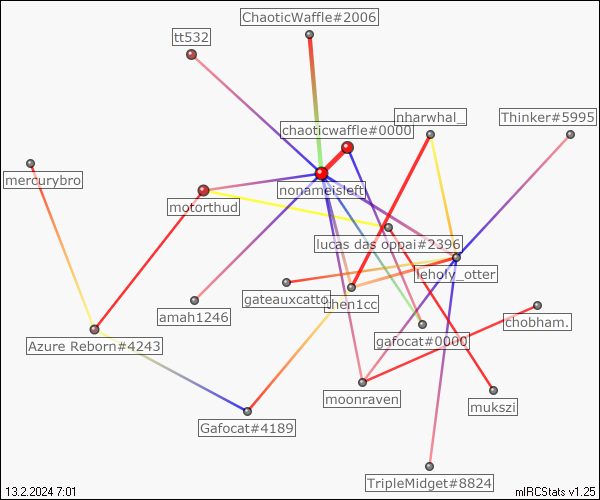 ChaoticWaffle#2006
tt532
nharwhal_
Thinker#5995
chaoticwaffle#0000
mercurybro
nonameisleft
motorthud
lucas das oppai#2396
leholy_otter
gateauxcatto
then1cc
amah1246
chobham.
gafocat#0000
Azure Reborn#4243
moonraven
mukszi
Gafocat#4189
TripleMidget#8824
13.2.2024 7:01
mIRCStats v1.25